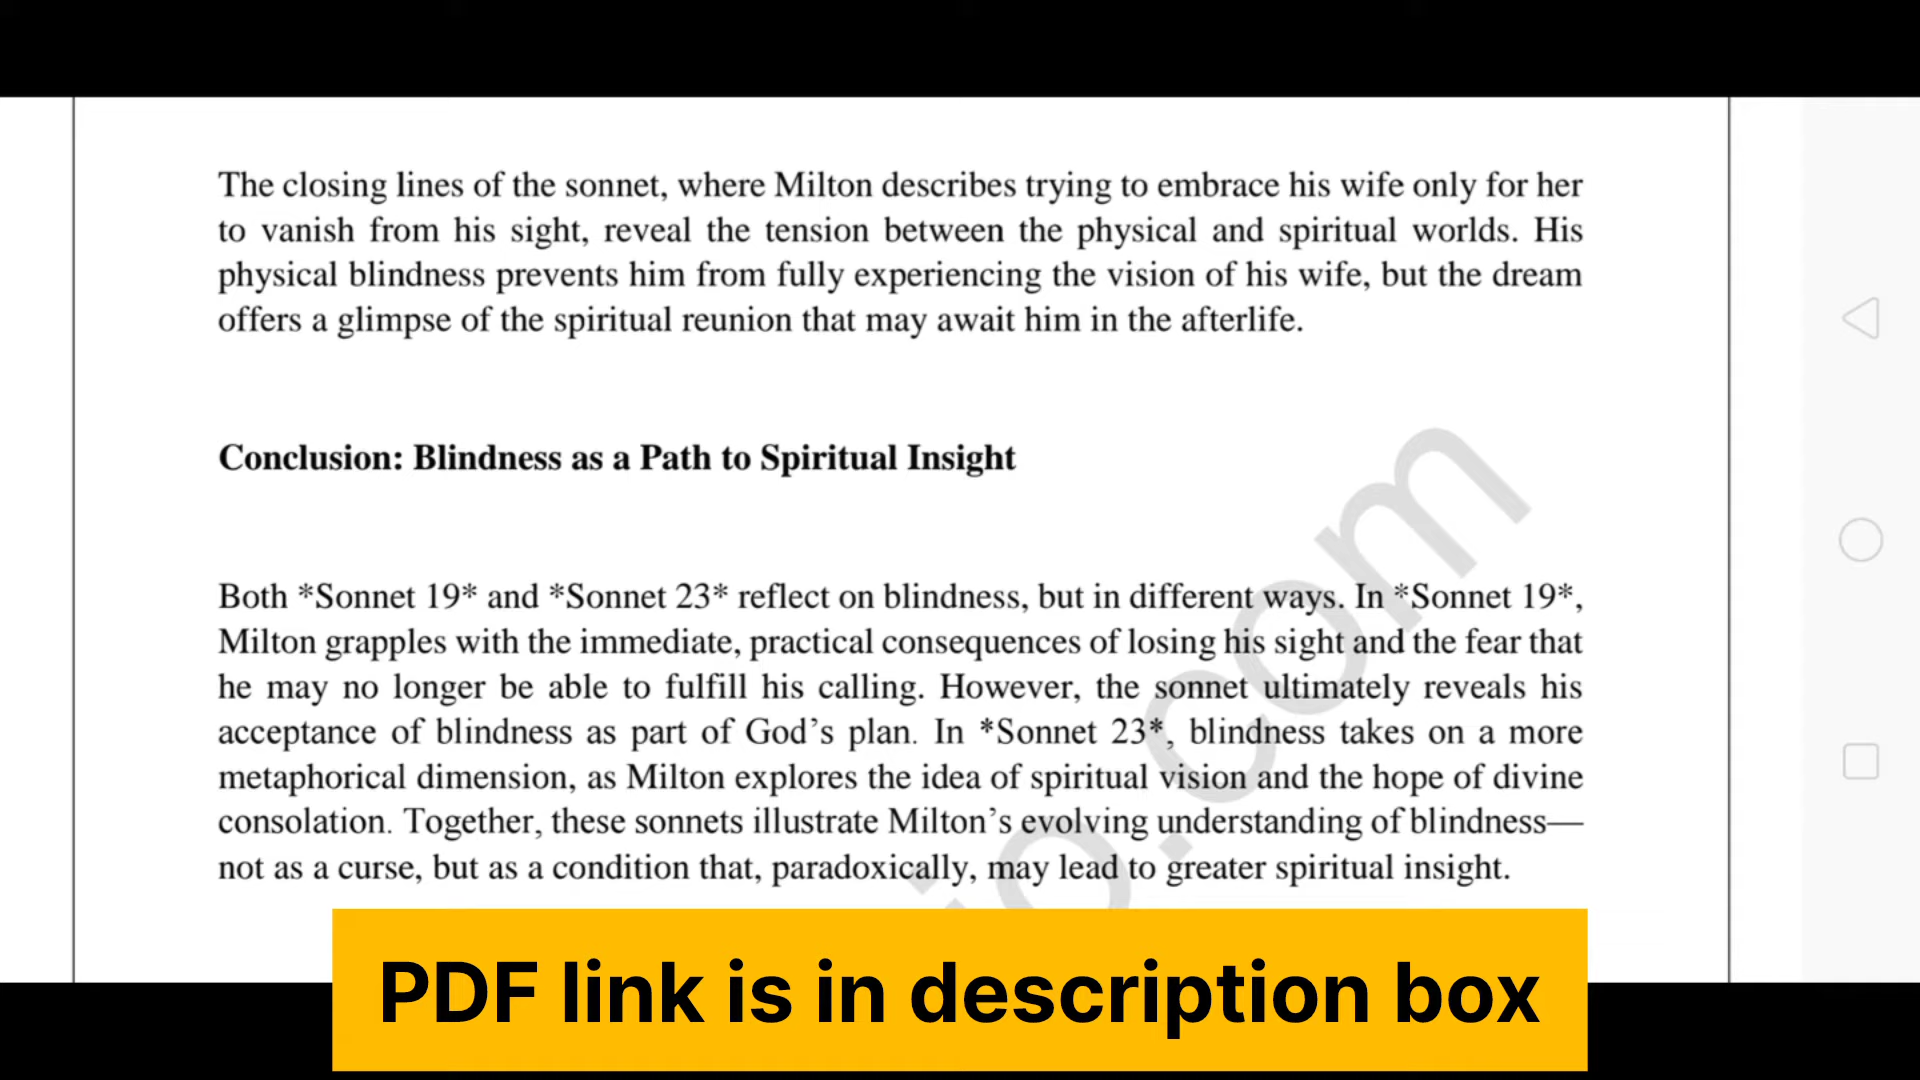 The closing lines of the sonnet, where Milton describes trying to embrace his wife only for her
to vanish from his sight, reveal the tension between the physical and spiritual worlds. His
physical blindness prevents him from fully experiencing the vision of his wife, but the dream
offers a glimpse of the spiritual reunion that may await him in the afterlife.
Conclusion: Blindness as a Path to Spiritual Insight
Both *Sonnet 19* and *Sonnet 23* reflect on blindness, but in different ways. In *Sonnet 19*,
Milton grapples with the immediate, practical consequences of losing his sight and the fear that
he may no longer be able to fulfill his calling. However, the sonnet ultimately reveals his
acceptance of blindness as part of God’s plan. In *Sonnet 23*, blindness takes on a more
metaphorical dimension, as Milton explores the idea of spiritual vision and the hope of divine
consolation. Together, these sonnets illustrate Milton’s evolving understanding of blindness—
not as a curse, but as a condition that, paradoxically, may lead to greater spiritual insight.
io.com
PDF link is in description box